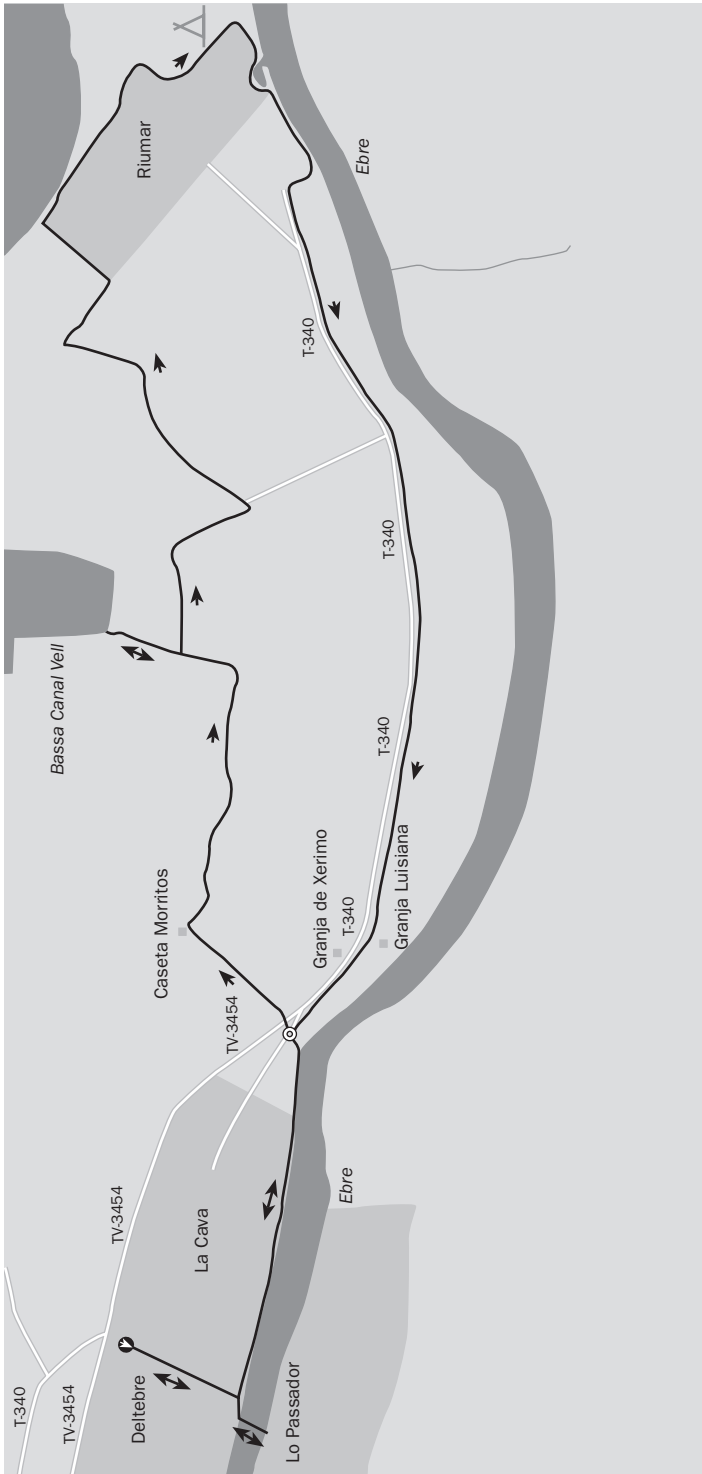 T-340
TV-3454
Deltebre
Lo Passador
TV-3454
La Cava
Ebre
TV-3454
Caseta Morritos
Granja de Xerimo
T-340
Granja Luisiana
Bassa Canal Vell
T-340
T-340
T-340
Riumar
Ebre